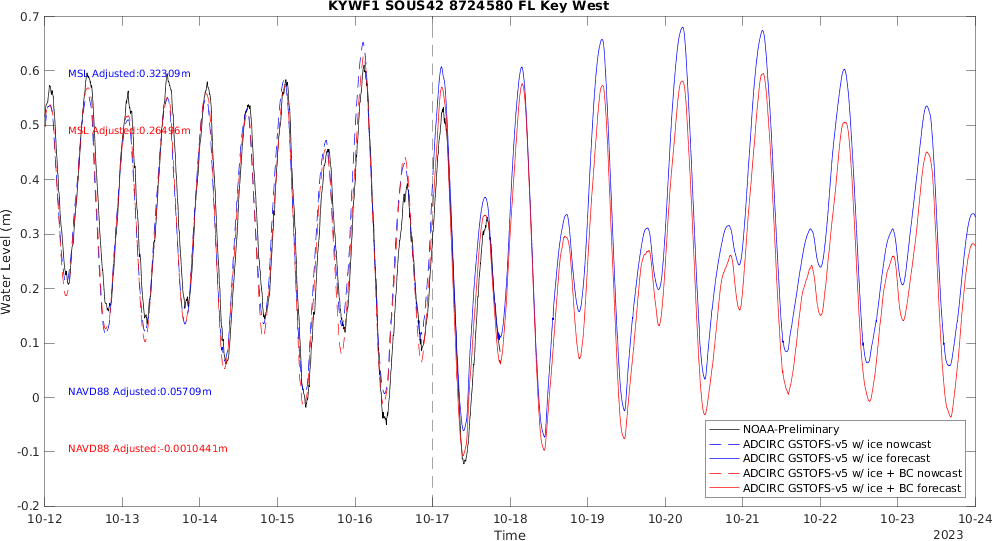 KYWF1 SOUS42 8724580 FL Key West
0.7
0.6
0.5
0.4
0.3
0.2
0.1
0
-0.1
-0.2
Water Level (m)
MSL Adjusted:0.32309m
MSL Adjusted:0.26496m
NAVD88 Adjusted:0.05709m
NAVD88 Adjusted:-0.0010441m
NOAA-Preliminary
ADCIRC GSTOFS-v5 w/ ice nowcast
ADCIRC GSTOFS-v5 w/ ice forecast
ADCIRC GSTOFS-v5 w/ ice + BC nowcast
ADCIRC GSTOFS-v5 w/ ice + BC forecast
10-12 10-13 10-14 10-15 10-16 10-17 10-18 10-19 10-20 10-21 10-22 10-23 10-24
Time
2023